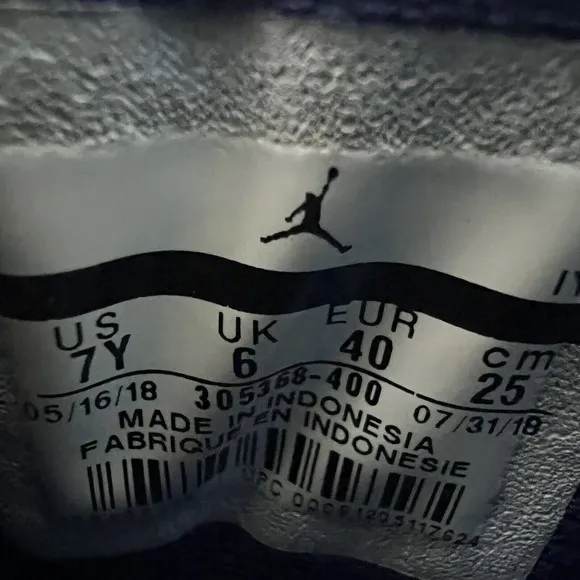 US UK EUR cm
7Y 6 40 25
05/16/18 305368-400 07/31/18
MADE IN INDONESIA
FABRIQUE EN INDONESIE